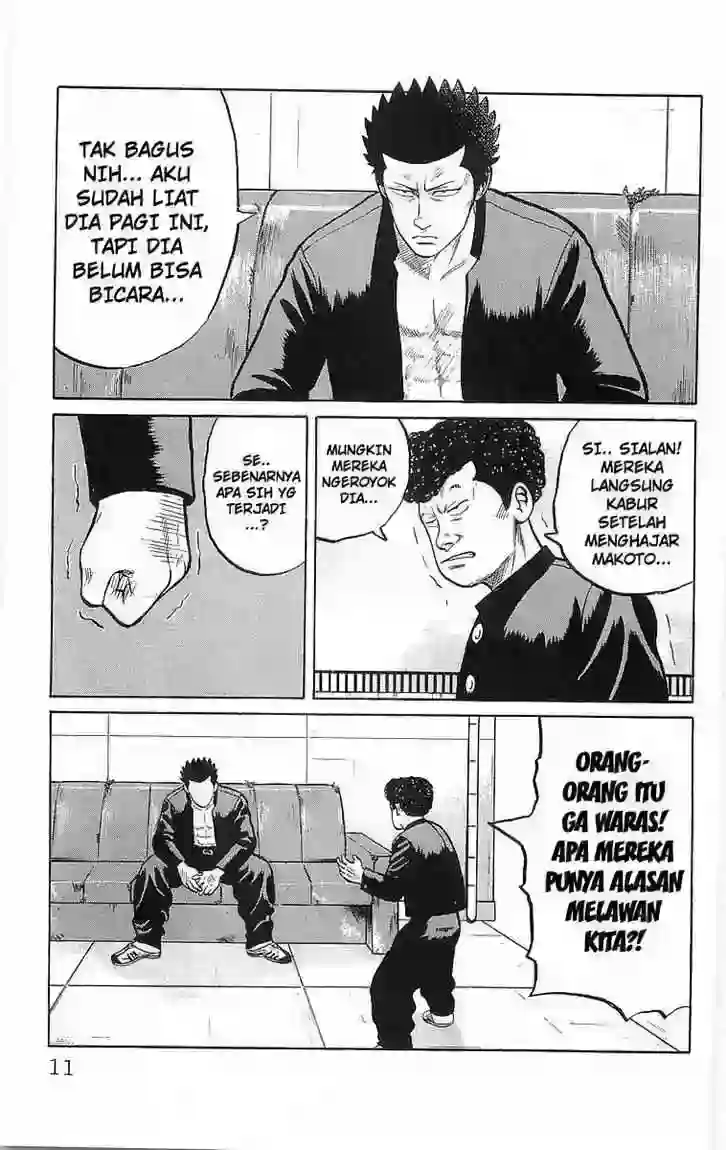 TAK BAGUS
NIH... AKU
SUDAH LIAT
DIA PAGI INI,
TAPI DIA
BELUM BISA
BICARA...
SI.. SIALAN!
MEREKA
LANGSUNG
KABUR
SETELAH
MENGHAJAR
MAKOTO...
MUNGKIN
MEREKA
NGEROYOK
DIA...
SE..
SEBENARNYA
APA SIH YG
TERJADI
...?
ORANG-
ORANG ITU
GA WARAS!
APA MEREKA
PUNYA ALASAN
MELAWAN
KITA?!
11